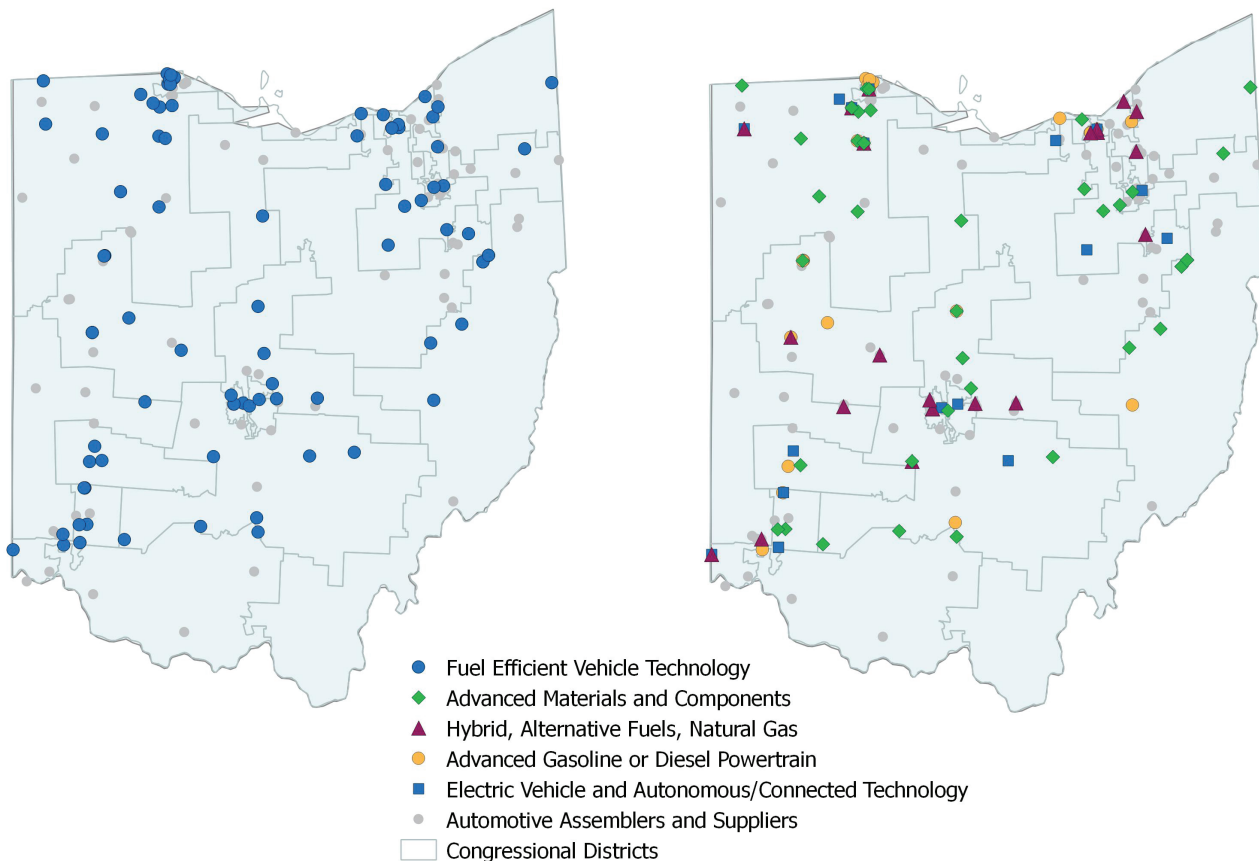 Fuel Efficient Vehicle Technology
Advanced Materials and Components
Hybrid, Alternative Fuels, Natural Gas
Advanced Gasoline or Diesel Powertrain
Electric Vehicle and Autonomous/Connected Technology
Automotive Assemblers and Suppliers
Congressional Districts